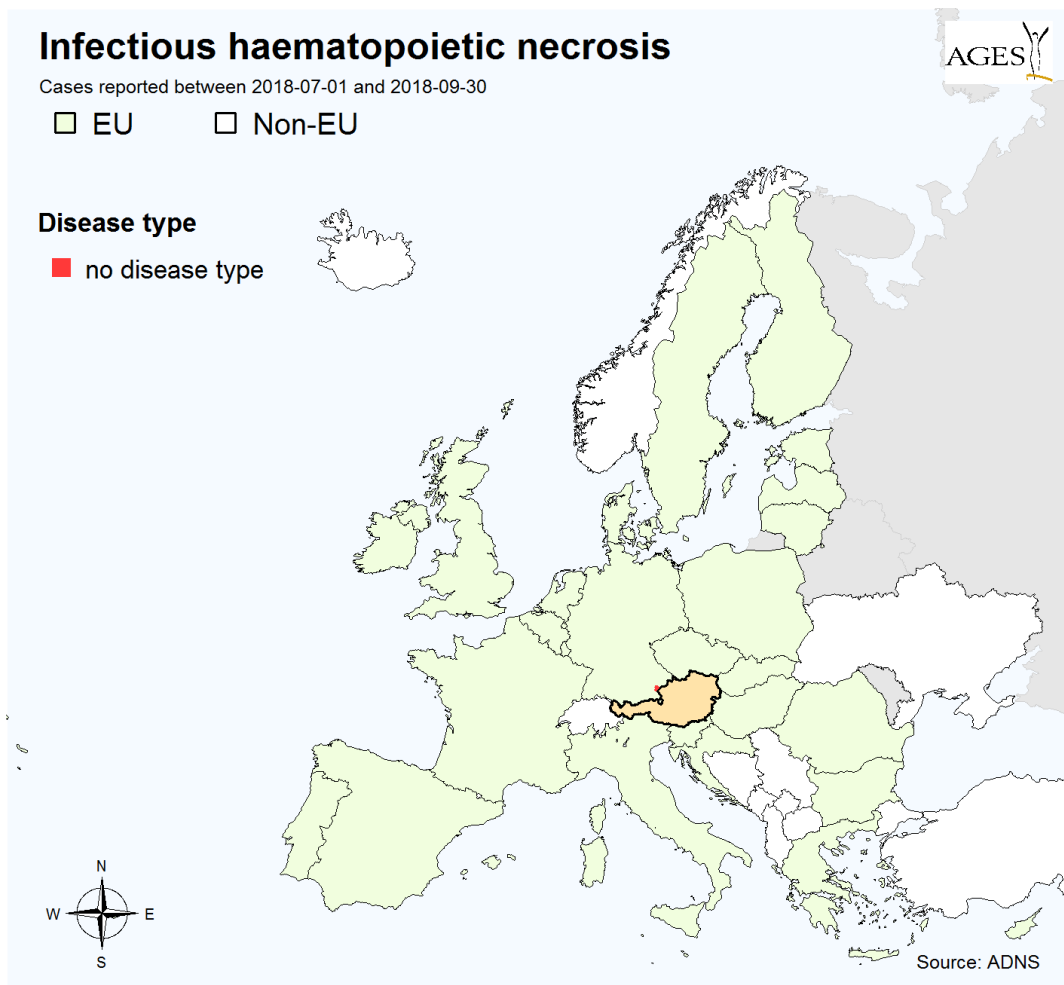 Infectious haematopoietic necrosis
AGES
Cases reported between 2018-07-01 and 2018-09-30
EU Non-EU
Disease type
no disease type
N
W E
S
Source: ADNS